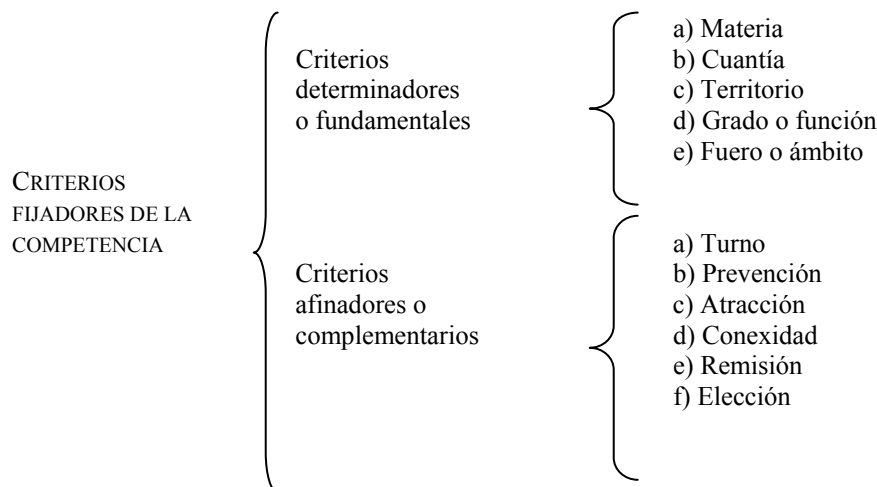 CRITERIOS
FIJADORES DE LA
COMPETENCIA
Criterios
determinadores
o fundamentales
a) Materia
b) Cuantía
c) Territorio
d) Grado o función
e) Fuero o ámbito
Criterios
afinadores o
complementarios
a) Turno
b) Prevención
c) Atracción
d) Conexidad
e) Remisión
f) Elección